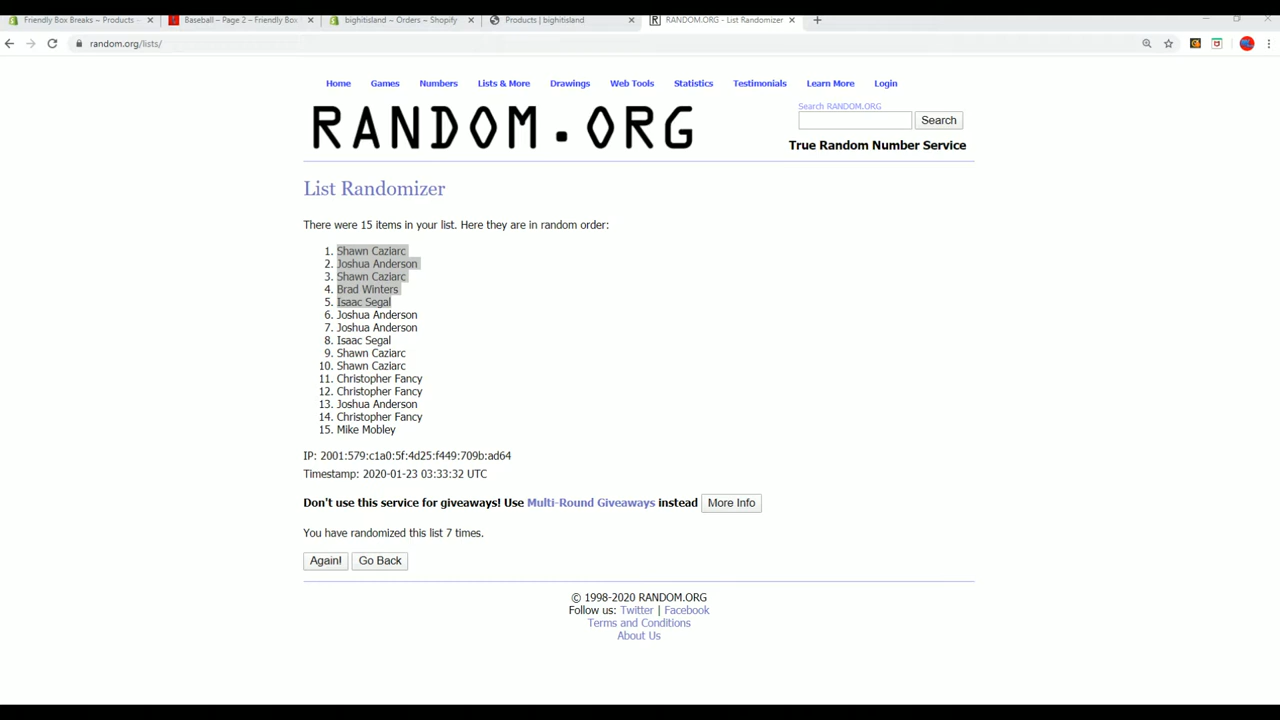 Friendly Box Breaks ~ Products ~
Baseball – Page 2 – Friendly Box
bighitisland ~ Orders ~ Shopify
Products | bighitisland
RANDOM.ORG - List Randomizer
random.org/lists/
Home Games Numbers Lists & More Drawings Web Tools Statistics Testimonials Learn More Login
RANDOM.ORG
Search RANDOM.ORG
Search
True Random Number Service
List Randomizer
There were 15 items in your list. Here they are in random order:
1. Shawn Caziarc
2. Joshua Anderson
3. Shawn Caziarc
4. Brad Winters
5. Isaac Segal
6. Joshua Anderson
7. Joshua Anderson
8. Isaac Segal
9. Shawn Caziarc
10. Shawn Caziarc
11. Christopher Fancy
12. Christopher Fancy
13. Joshua Anderson
14. Christopher Fancy
15. Mike Mobley
IP: 2001:579:c1a0:5f:4d25:f449:709b:ad64
Timestamp: 2020-01-23 03:33:32 UTC
Don't use this service for giveaways! Use Multi-Round Giveaways instead More Info
You have randomized this list 7 times.
Again! Go Back
© 1998-2020 RANDOM.ORG
Follow us: Twitter | Facebook
Terms and Conditions
About Us